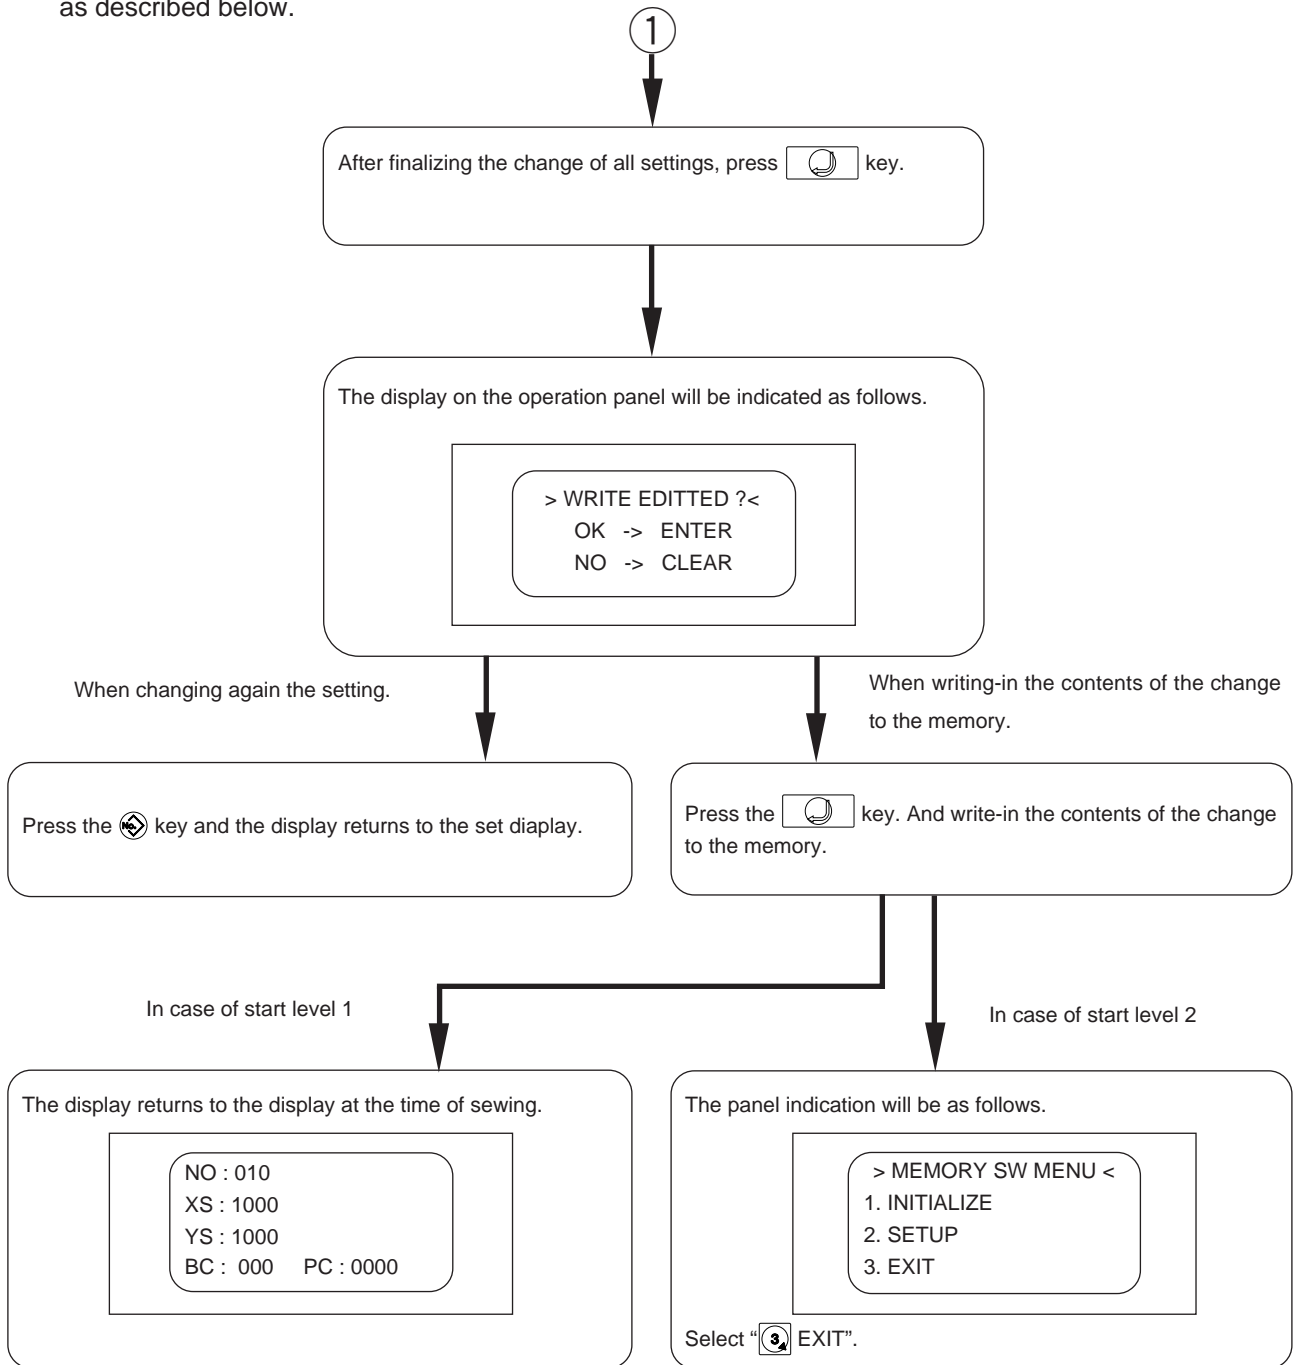 as described below.
1
After finalizing the change of all settings, press key.
The display on the operation panel will be indicated as follows.
> WRITE EDITTED ?<
OK -> ENTER
NO -> CLEAR
When changing again the setting.
When writing-in the contents of the change
to the memory.
Press the No. key and the display returns to the set diaplay.
Press the key. And write-in the contents of the change
to the memory.
In case of start level 1
In case of start level 2
The display returns to the display at the time of sewing.
NO : 010
XS : 1000
YS : 1000
BC : 000 PC : 0000
The panel indication will be as follows.
> MEMORY SW MENU <
1. INITIALIZE
2. SETUP
3. EXIT
Select “3 EXIT”.